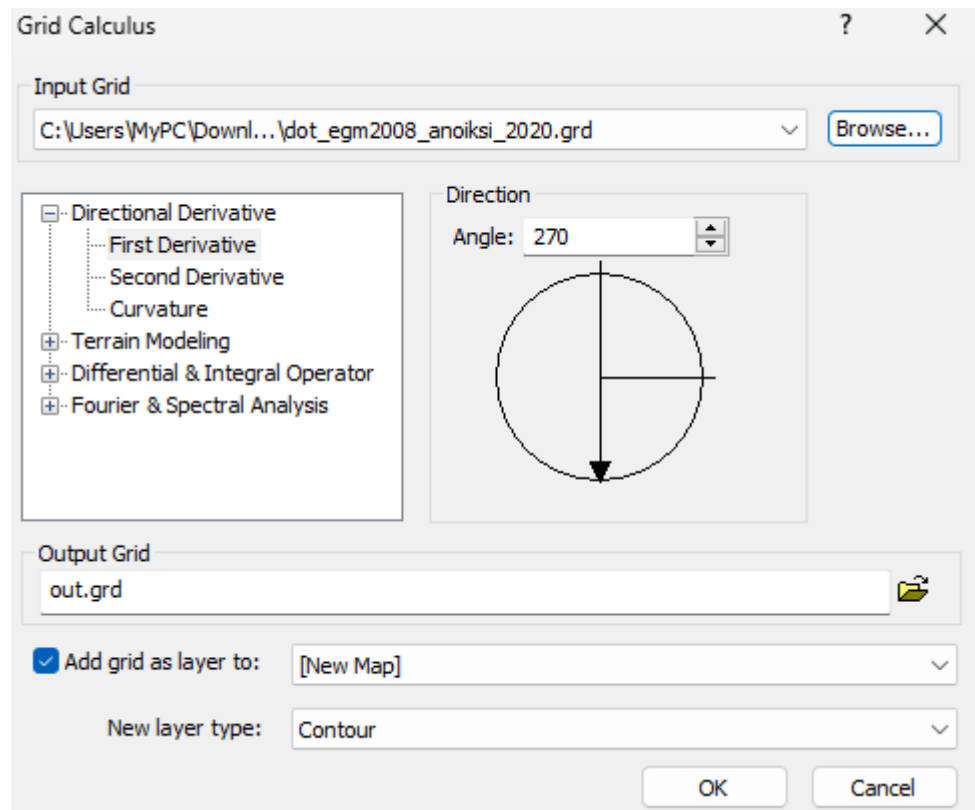 Grid Calculus ? ✕
Input Grid
C:\Users\MyPC\Downl...\dot_egm2008_anoiksi_2020.grd Browse...
Directional Derivative
First Derivative
Second Derivative
Curvature
Terrain Modeling
Differential & Integral Operator
Fourier & Spectral Analysis
Direction
Angle: 270
Output Grid
out.grd
Add grid as layer to: [New Map]
New layer type: Contour
OK Cancel